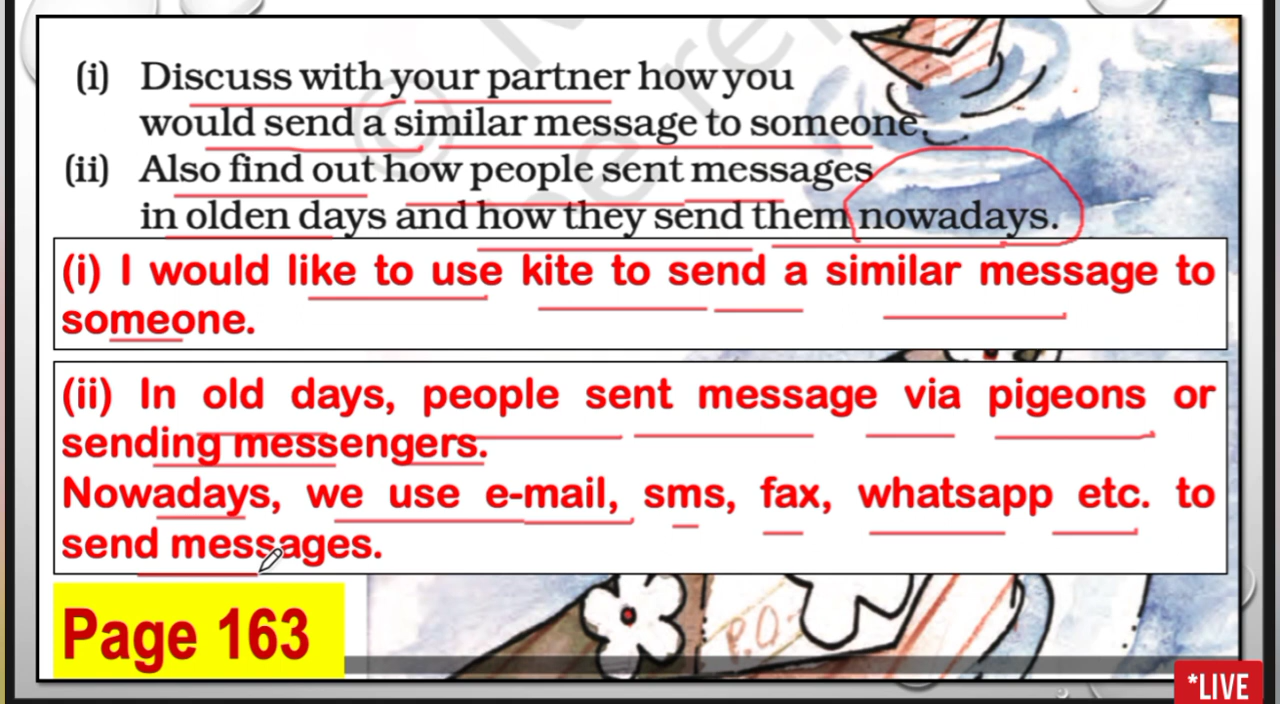 (i) Discuss with your partner how you
would send a similar message to someone.
(ii) Also find out how people sent messages
in olden days and how they send them nowadays.
(i) I would like to use kite to send a similar message to
someone.
(ii) In old days, people sent message via pigeons or
sending messengers.
Nowadays, we use e-mail, sms, fax, whatsapp etc. to
send messages.
Page 163
P.O.
*LIVE